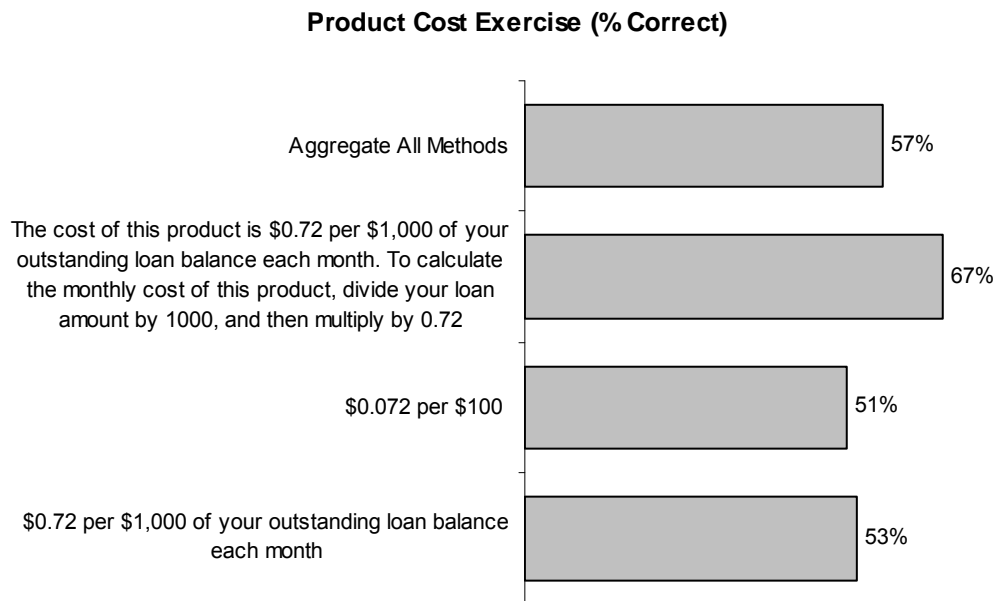 Product Cost Exercise (% Correct)
Aggregate All Methods
57%
The cost of this product is $0.72 per $1,000 of your
outstanding loan balance each month. To calculate
the monthly cost of this product, divide your loan
amount by 1000, and then multiply by 0.72
67%
$0.072 per $100
51%
$0.72 per $1,000 of your outstanding loan balance
each month
53%